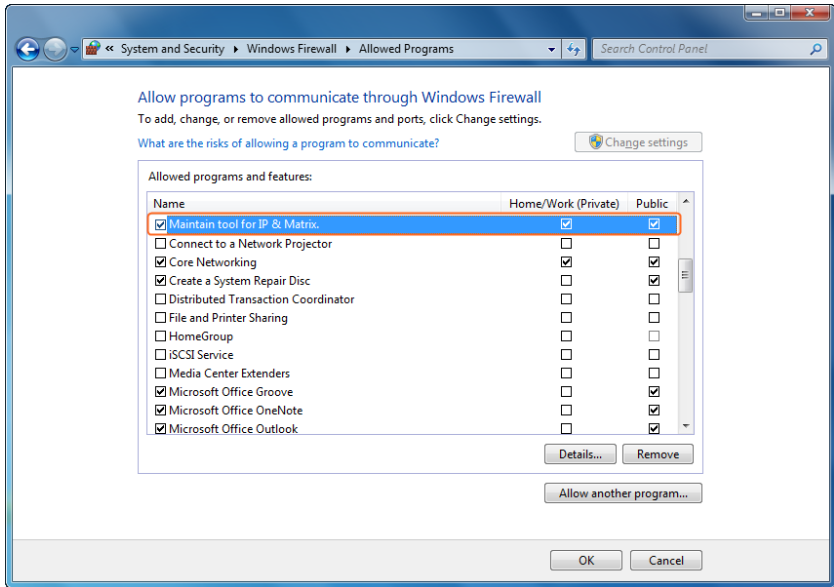 « System and Security Windows Firewall Allowed Programs Search Control Panel
Allow programs to communicate through Windows Firewall
To add, change, or remove allowed programs and ports, click Change settings.
What are the risks of allowing a program to communicate? Change settings
Allowed programs and features:
Name Home/Work (Private) Public
Maintain tool for IP & Matrix.
Connect to a Network Projector
Core Networking
Create a System Repair Disc
Distributed Transaction Coordinator
File and Printer Sharing
HomeGroup
iSCSI Service
Media Center Extenders
Microsoft Office Groove
Microsoft Office OneNote
Microsoft Office Outlook
Details... Remove
Allow another program...
OK Cancel